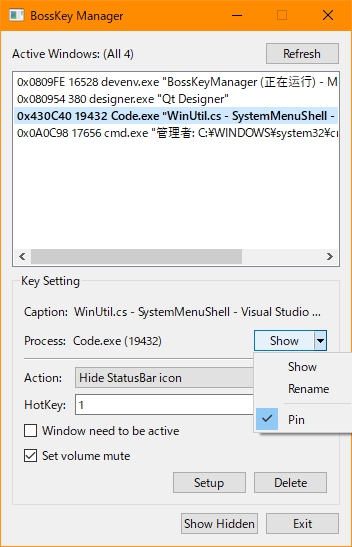 BossKey Manager
Active Windows: (All 4)
Refresh
0x0809FE 16528 devenv.exe "BossKeyManager (正在运行) - M
0x080954 380 designer.exe "Qt Designer"
0x430C40 19432 Code.exe "WinUtil.cs - SystemMenuShell -
0x0A0C98 17656 cmd.exe "管理者: C:¥WINDOWS¥system32¥cr
Key Setting
Caption: WinUtil.cs - SystemMenuShell - Visual Studio ...
Process: Code.exe (19432)
Show
Show
Rename
Pin
Action: Hide StatusBar icon
HotKey: 1
Window need to be active
Set volume mute
Setup
Delete
Show Hidden
Exit